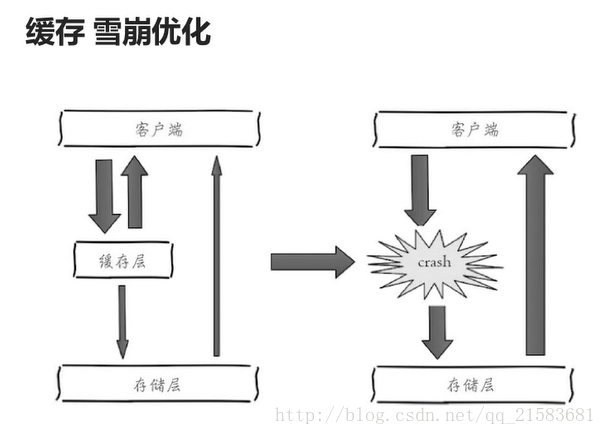 缓存 雪崩优化
客户端
客户端
缓存层
crash
存储层
存储层
http://blog.csdn.net/qq_21583681